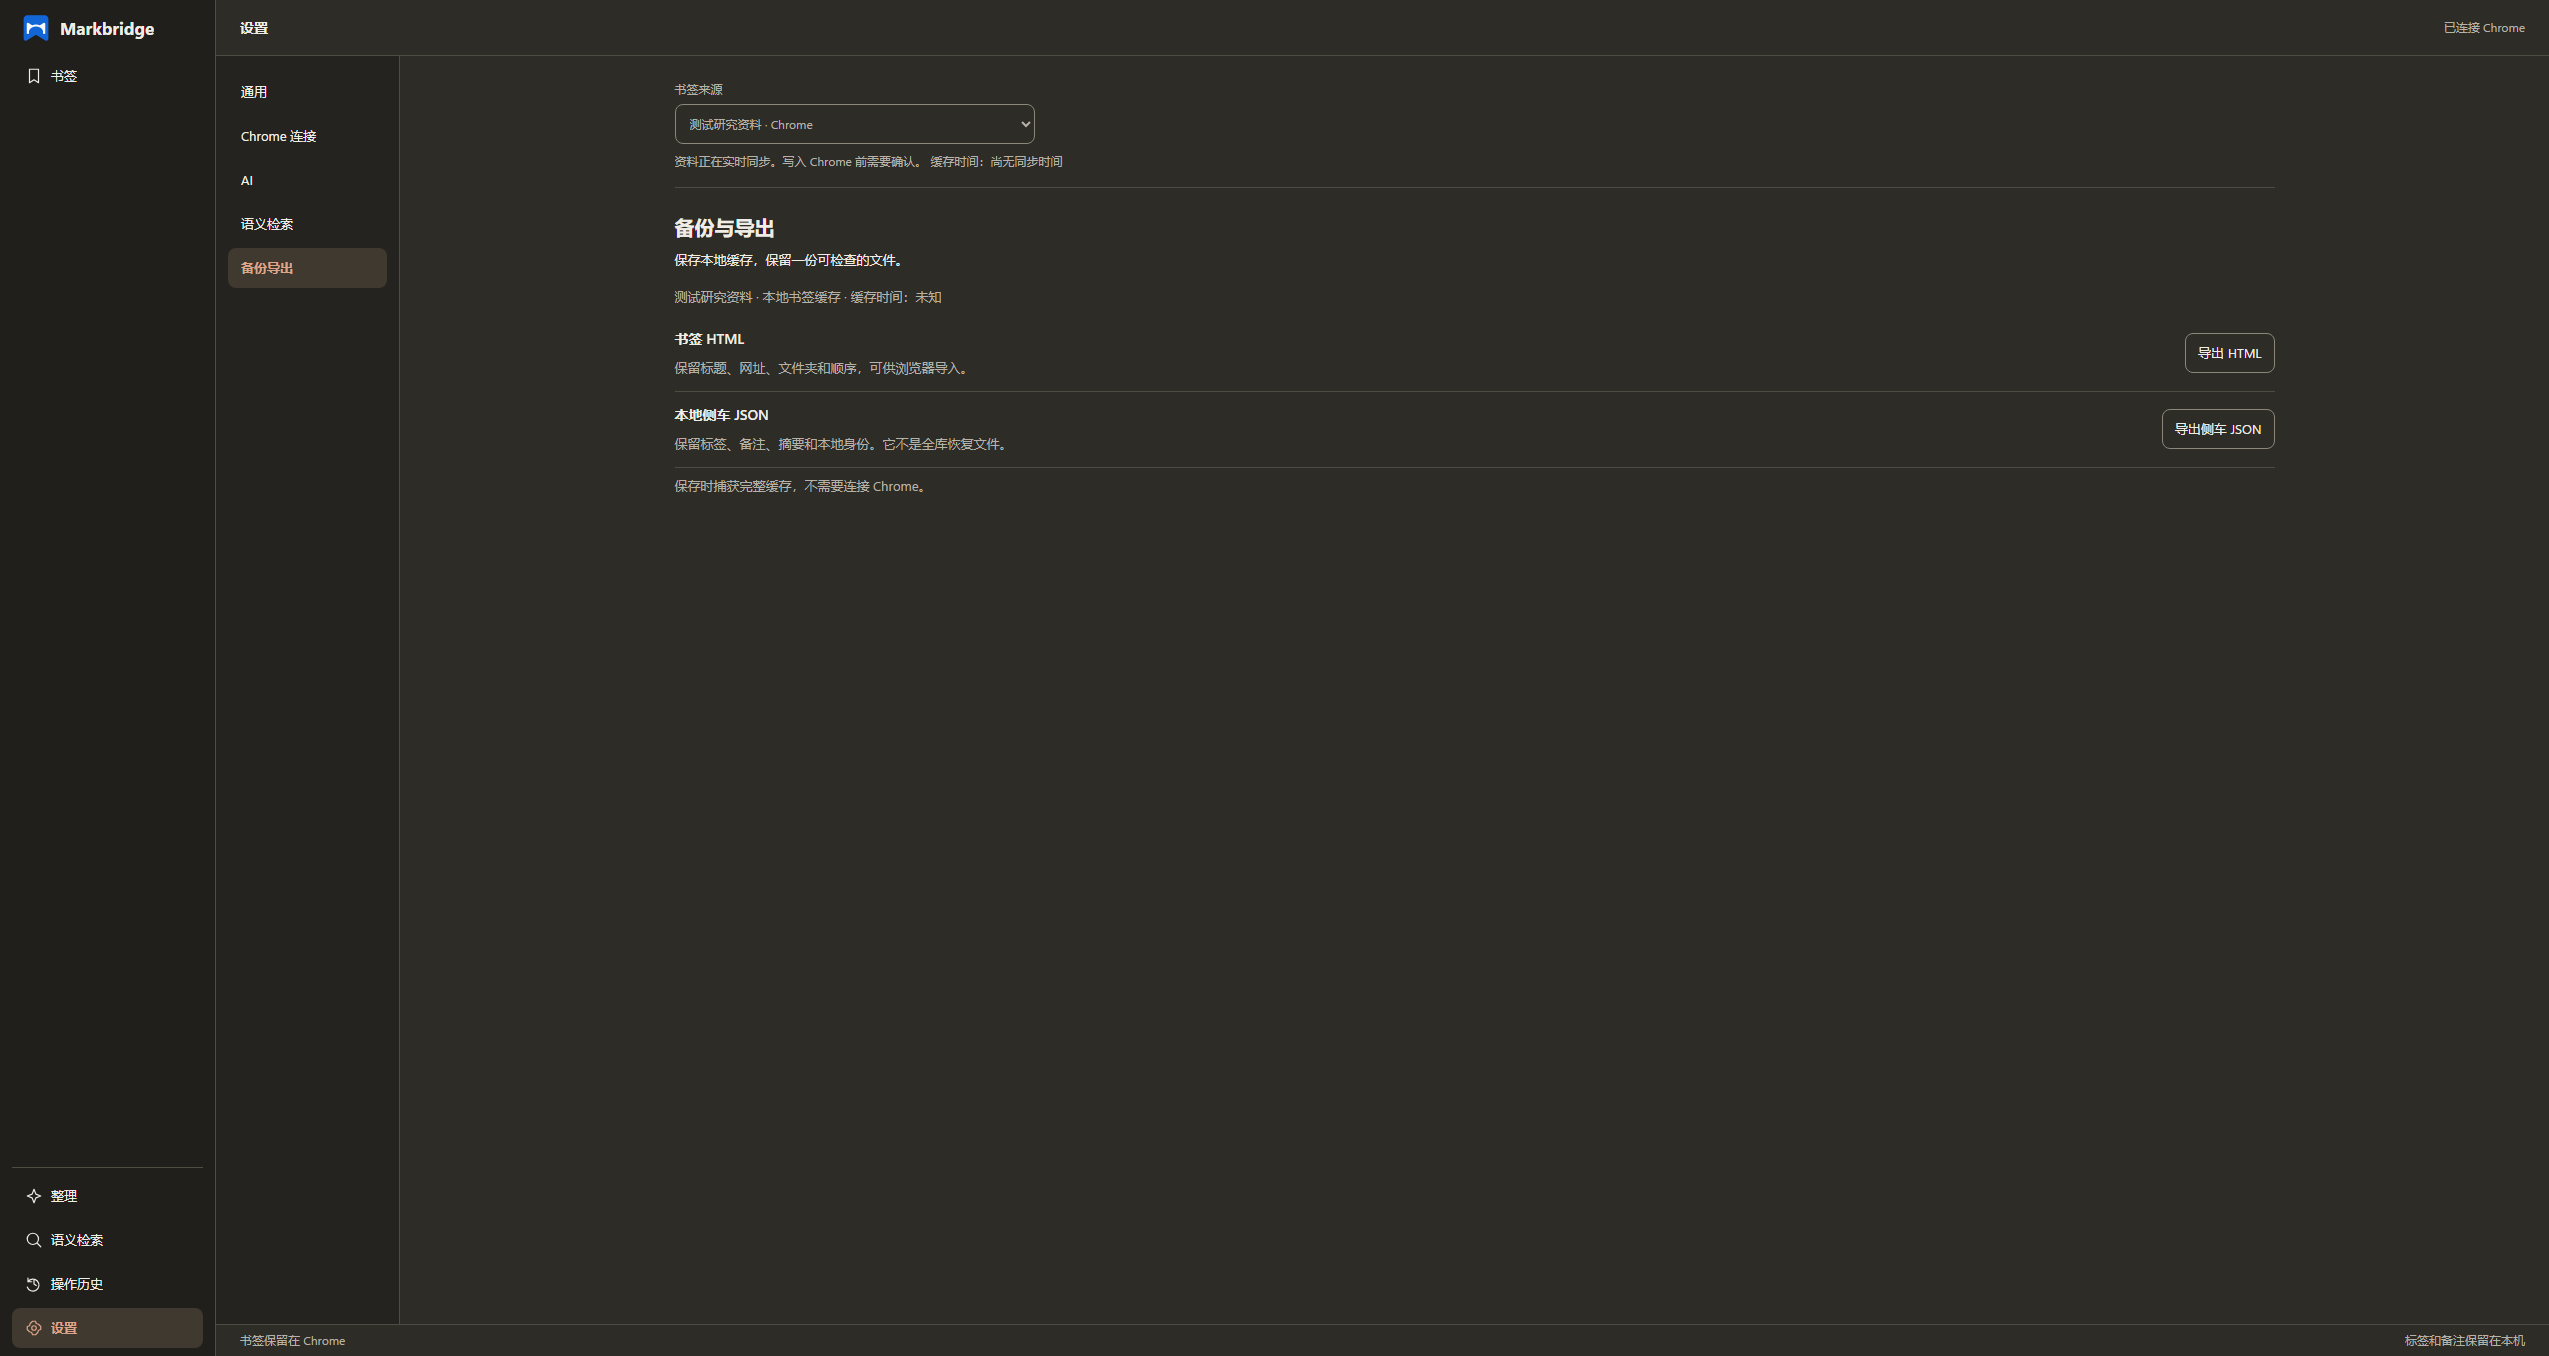 Markbridge
书签
整理
语义检索
操作历史
设置
设置
已连接 Chrome
通用
Chrome 连接
AI
语义检索
备份导出
书签来源
测试研究资料 · Chrome
资料正在实时同步。写入 Chrome 前需要确认。 缓存时间：尚无同步时间
备份与导出
保存本地缓存，保留一份可检查的文件。
测试研究资料 · 本地书签缓存 · 缓存时间：未知
书签 HTML
保留标题、网址、文件夹和顺序，可供浏览器导入。
导出 HTML
本地侧车 JSON
保留标签、备注、摘要和本地身份。它不是全库恢复文件。
导出侧车 JSON
保存时捕获完整缓存，不需要连接 Chrome。
书签保留在 Chrome
标签和备注保留在本机